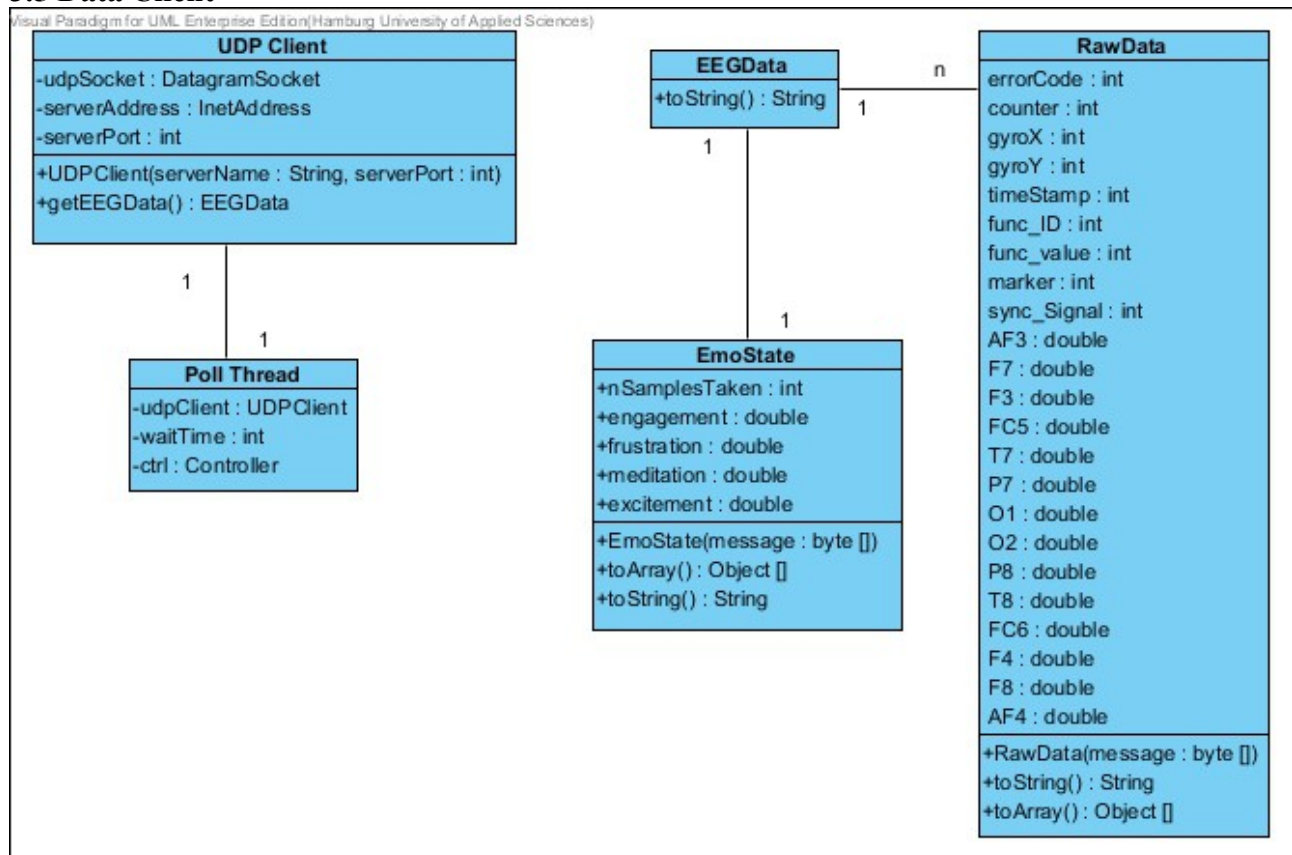 Visual Paradigm for UML Enterprise Edition(Hamburg University of Applied Sciences)
UDP Client
-udpSocket : DatagramSocket
-serverAddress : InetAddress
-serverPort : int
+UDPClient(serverName : String, serverPort : int)
+getEEGData() : EEGData
1
1
Poll Thread
-udpClient : UDPClient
-waitTime : int
-ctrl : Controller
EEGData
+toString() : String
1
n
1
1
EmoState
+nSamplesTaken : int
+engagement : double
+frustration : double
+meditation : double
+excitement : double
+EmoState(message : byte [])
+toArray() : Object []
+toString() : String
RawData
errorCode : int
counter : int
gyroX : int
gyroY : int
timeStamp : int
func_ID : int
func_value : int
marker : int
sync_Signal : int
AF3 : double
F7 : double
F3 : double
FC5 : double
T7 : double
P7 : double
O1 : double
O2 : double
P8 : double
T8 : double
FC6 : double
F4 : double
F8 : double
AF4 : double
+RawData(message : byte [])
+toString() : String
+toArray() : Object []